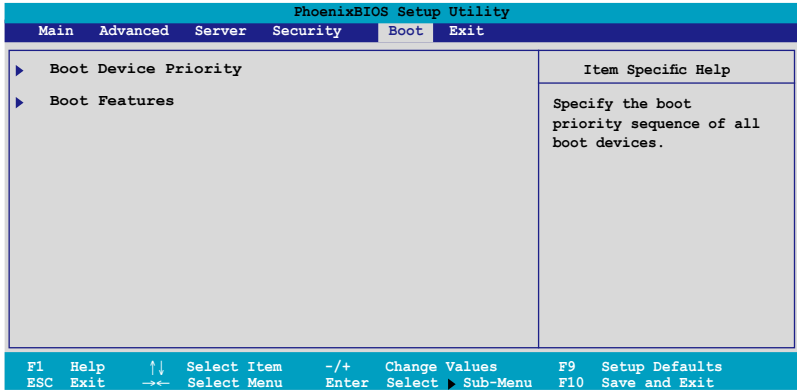 PhoenixBIOS Setup Utility
Main Advanced Server Security Boot Exit
Boot Device Priority
Boot Features
Item Specific Help
Specify the boot
priority sequence of all
boot devices.
F1 Help ↑↓ Select Item -/+ Change Values F9 Setup Defaults
ESC Exit →← Select Menu Enter Select ▶ Sub-Menu F10 Save and Exit